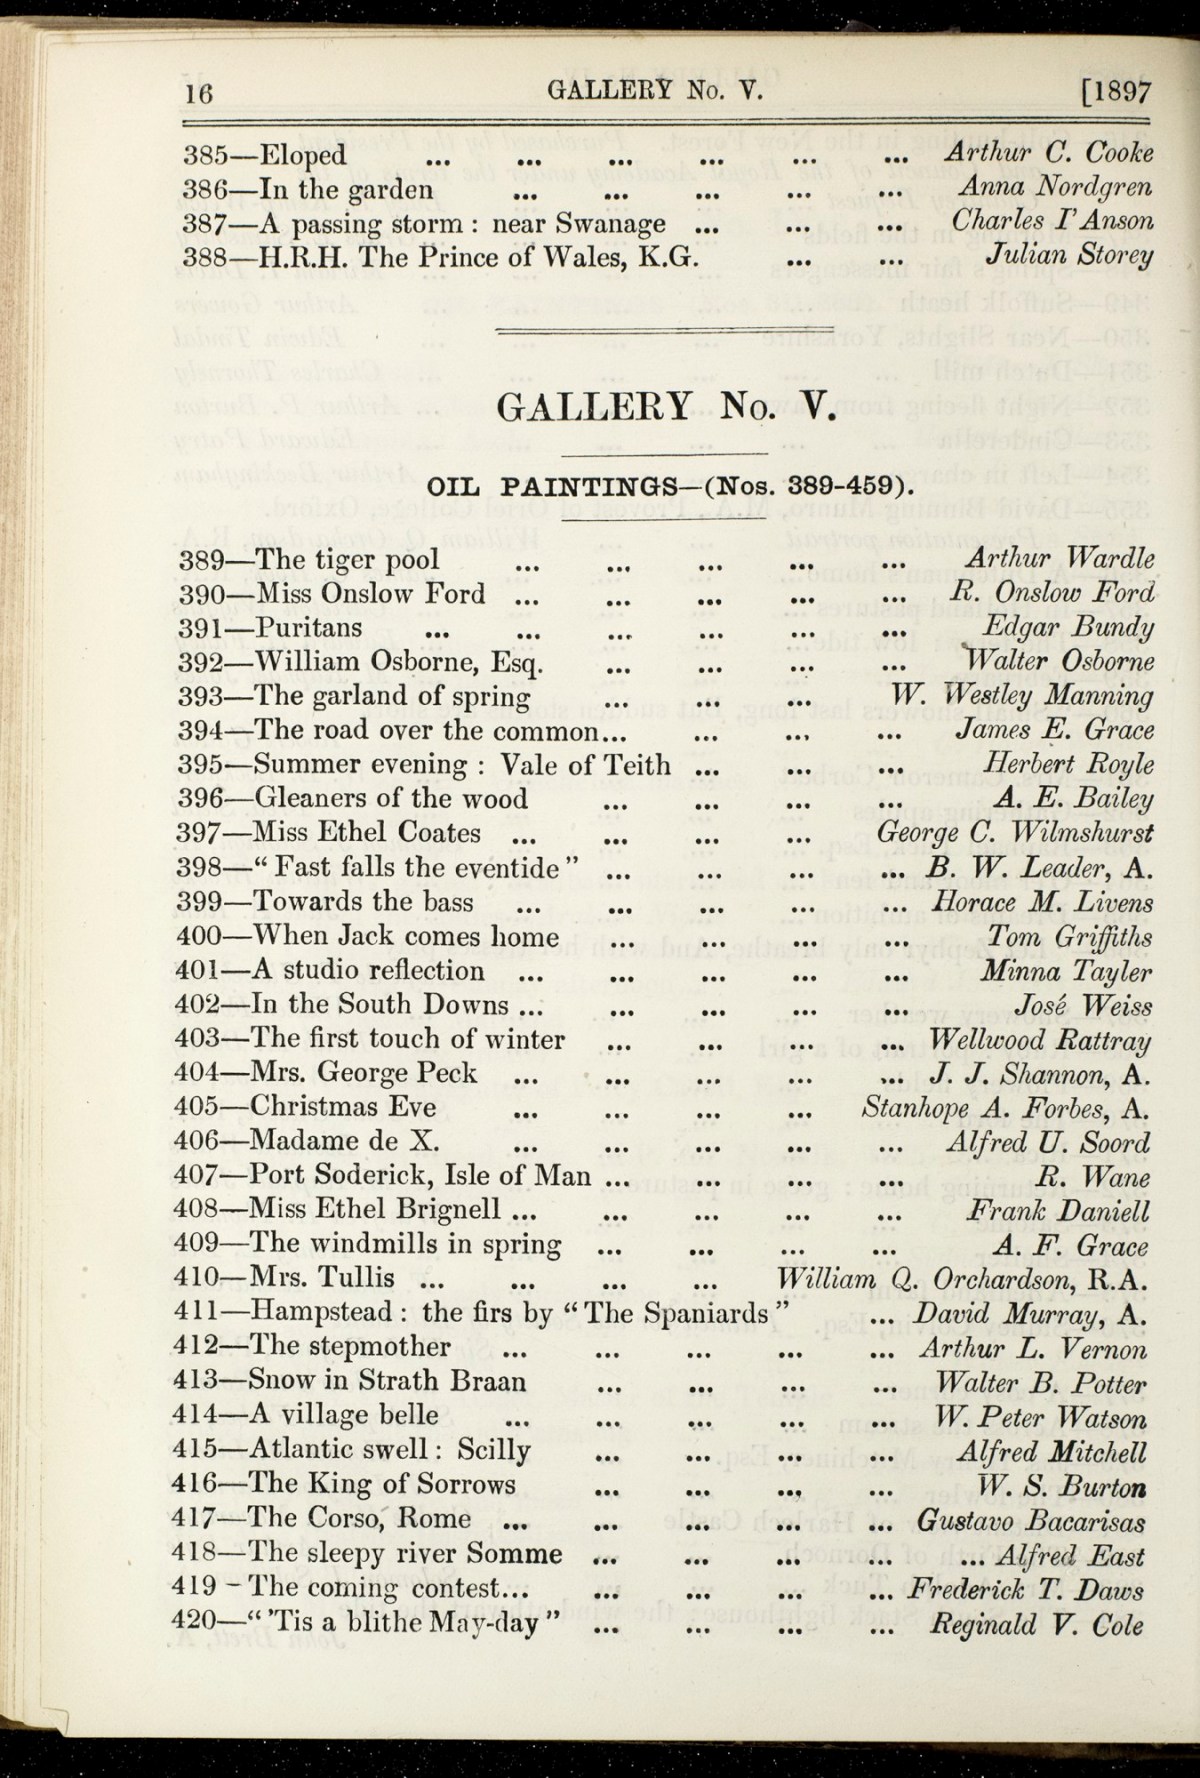 16 GALLERY No. V. [1897
385—Eloped ... ... ... ... ... ... Arthur C. Cooke
386—In the garden ... ... ... ... ... Anna Nordgren
387—A passing storm : near Swanage ... ... ... Charles I'Anson
388—H.R.H. The Prince of Wales, K.G. ... ... Julian Storey
GALLERY No. V.
OIL PAINTINGS—(Nos. 389-459).
389—The tiger pool ... ... ... ... ... Arthur Wardle
390—Miss Onslow Ford ... ... ... ... ... R. Onslow Ford
391—Puritans ... ... ... ... ... ... Edgar Bundy
392—William Osborne, Esq. ... ... ... ... Walter Osborne
393—The garland of spring ... ... ... W. Westley Manning
394—The road over the common... ... ... ... James E. Grace
395—Summer evening : Vale of Teith ... ... ... Herbert Royle
396—Gleaners of the wood ... ... ... ... A. E. Bailey
397—Miss Ethel Coates ... ... ... ... George C. Wilmshurst
398—“ Fast falls the eventide ” ... ... ... ... B. W. Leader, A.
399—Towards the bass ... ... ... ... ... Horace M. Livens
400—When Jack comes home ... ... ... ... Tom Griffiths
401—A studio reflection ... ... ... ... ... Minna Tayler
402—In the South Downs ... ... ... ... ... José Weiss
403—The first touch of winter ... ... ... ... Wellwood Rattray
404—Mrs. George Peck ... ... ... ... ... J. J. Shannon, A.
405—Christmas Eve ... ... ... ... Stanhope A. Forbes, A.
406—Madame de X. ... ... ... ... ... Alfred U. Soord
407—Port Soderick, Isle of Man ... ... ... ... R. Wane
408—Miss Ethel Brignell ... ... ... ... ... Frank Daniell
409—The windmills in spring ... ... ... ... A. F. Grace
410—Mrs. Tullis ... ... ... ... William Q. Orchardson, R.A.
411—Hampstead : the firs by “ The Spaniards ” ... David Murray, A.
412—The stepmother ... ... ... ... ... Arthur L. Vernon
413—Snow in Strath Braan ... ... ... ... Walter B. Potter
414—A village belle ... ... ... ... ... W. Peter Watson
415—Atlantic swell : Scilly ... ... ... ... Alfred Mitchell
416—The King of Sorrows ... ... ... ... W. S. Burton
417—The Corso, Rome ... ... ... ... ... Gustavo Bacarisas
418—The sleepy river Somme ... ... ... ... ... Alfred East
419 – The coming contest... ... ... ... ... Frederick T. Daws
420—“ 'Tis a blithe May-day ” ... ... ... ... Reginald V. Cole